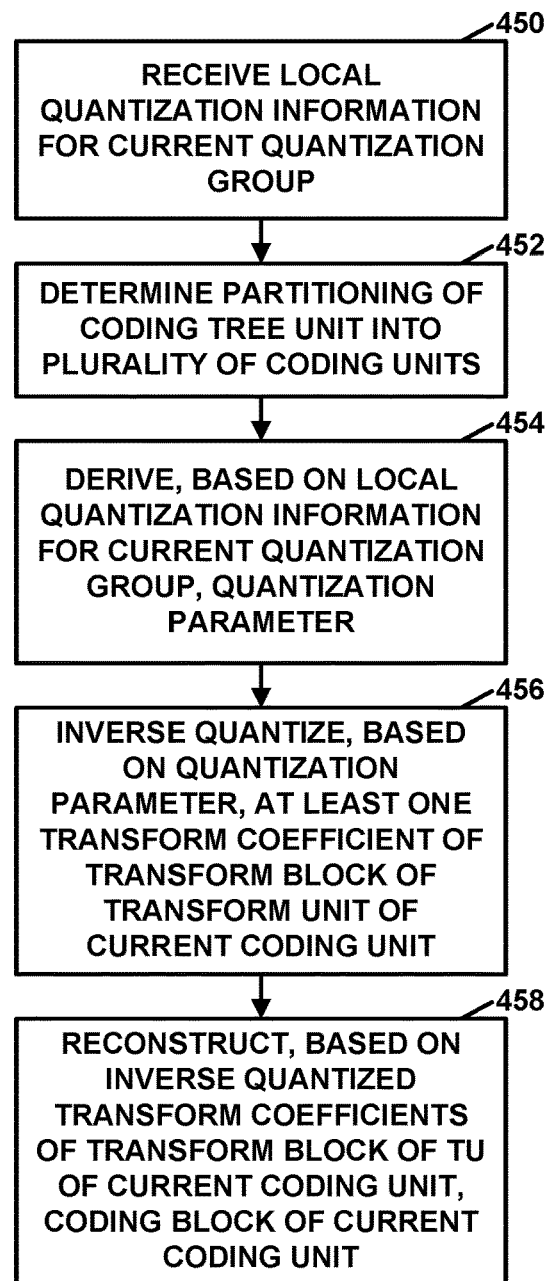 450
RECEIVE LOCAL
QUANTIZATION INFORMATION
FOR CURRENT QUANTIZATION
GROUP
452
DETERMINE PARTITIONING OF
CODING TREE UNIT INTO
PLURALITY OF CODING UNITS
454
DERIVE, BASED ON LOCAL
QUANTIZATION INFORMATION
FOR CURRENT QUANTIZATION
GROUP, QUANTIZATION
PARAMETER
456
INVERSE QUANTIZE, BASED
ON QUANTIZATION
PARAMETER, AT LEAST ONE
TRANSFORM COEFFICIENT OF
TRANSFORM BLOCK OF
TRANSFORM UNIT OF
CURRENT CODING UNIT
458
RECONSTRUCT, BASED ON
INVERSE QUANTIZED
TRANSFORM COEFFICIENTS
OF TRANSFORM BLOCK OF TU
OF CURRENT CODING UNIT,
CODING BLOCK OF CURRENT
CODING UNIT